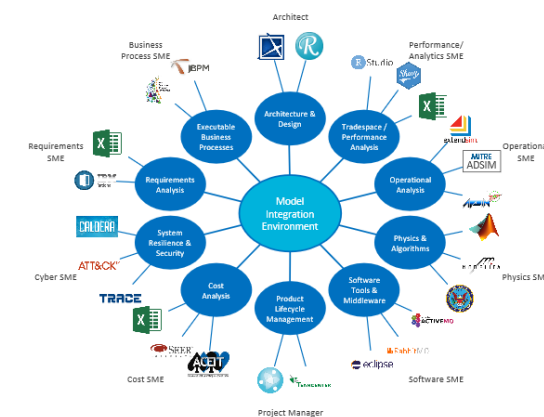 Architect
Business
Process SME
Performance/
Analytics SME
jBPM
R
R
Studio
Shiny
Executable
Business
Processes
Architecture &
Design
Tradespace /
Performance
Analysis
extendsim
Requirements
SME
Operational
SME
MITRE
ADSIM
Requirements
Analysis
Operational
Analysis
Model
Integration
Environment
CALDERA
System
Resilience &
Security
Physics &
Algorithms
ATT&CK
Cyber SME
Physics SM
TRACE
Cost
Analysis
Product
Lifecycle
Management
Software
Tools &
Middleware
ACTIVEMQ
SEER
ACEIT
RabbitMQ
eclipse
Cost SME
Software SME
TEAMCENTER
Project Manager